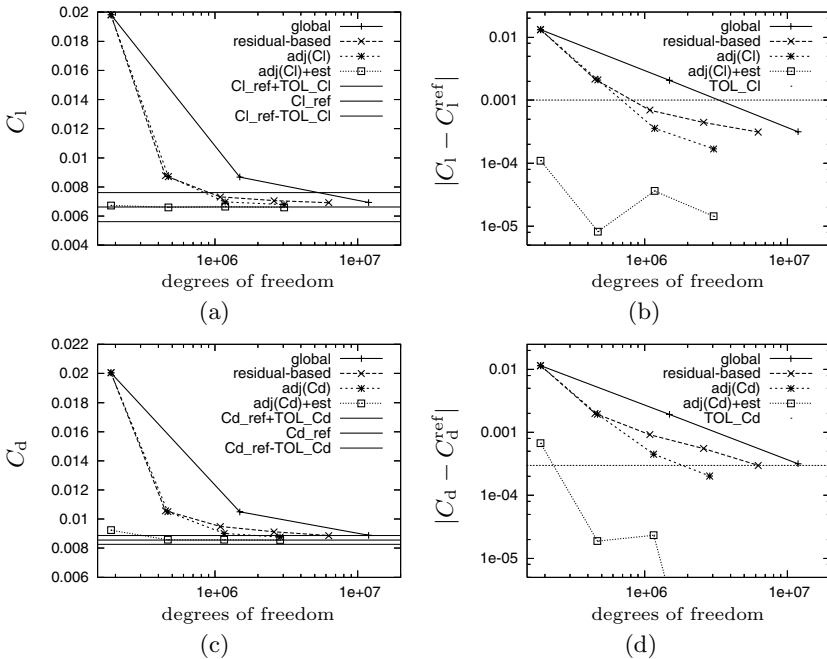 0.02
0.018
0.016
0.014
0.012
0.01
0.008
0.006
0.004
C_l
global
residual-based
adj(Cl)
adj(Cl)+est
Cl_ref+TOL_Cl
Cl_ref
Cl_ref-TOL_Cl
1e+06
1e+07
degrees of freedom
(a)
0.01
0.001
1e-04
1e-05
|C_l − C_l^ref|
global
residual-based
adj(Cl)
adj(Cl)+est
TOL_Cl
1e+06
1e+07
degrees of freedom
(b)
0.022
0.02
0.018
0.016
0.014
0.012
0.01
0.008
0.006
C_d
global
residual-based
adj(Cd)
adj(Cd)+est
Cd_ref+TOL_Cd
Cd_ref
Cd_ref-TOL_Cd
1e+06
1e+07
degrees of freedom
(c)
0.01
0.001
1e-04
1e-05
|C_d − C_d^ref|
global
residual-based
adj(Cd)
adj(Cd)+est
TOL_Cd
1e+06
1e+07
degrees of freedom
(d)